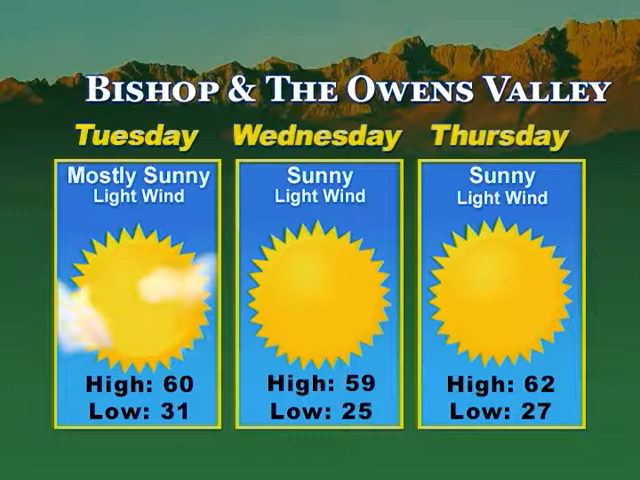 BISHOP & THE OWENS VALLEY
Tuesday Wednesday Thursday
Mostly Sunny
Light Wind
High: 60
Low: 31
Sunny
Light Wind
High: 59
Low: 25
Sunny
Light Wind
High: 62
Low: 27